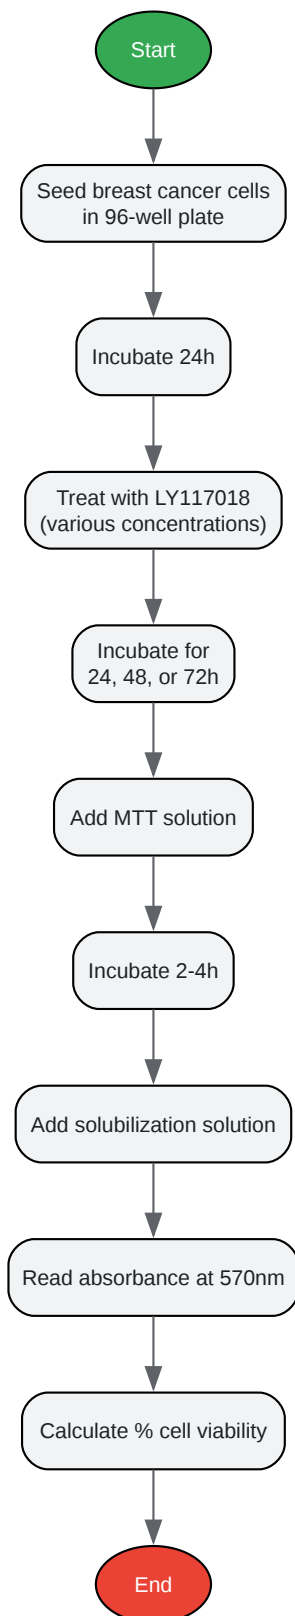 Start
Seed breast cancer cells
in 96-well plate
Incubate 24h
Treat with LY117018
(various concentrations)
Incubate for
24, 48, or 72h
Add MTT solution
Incubate 2-4h
Add solubilization solution
Read absorbance at 570nm
Calculate % cell viability
End